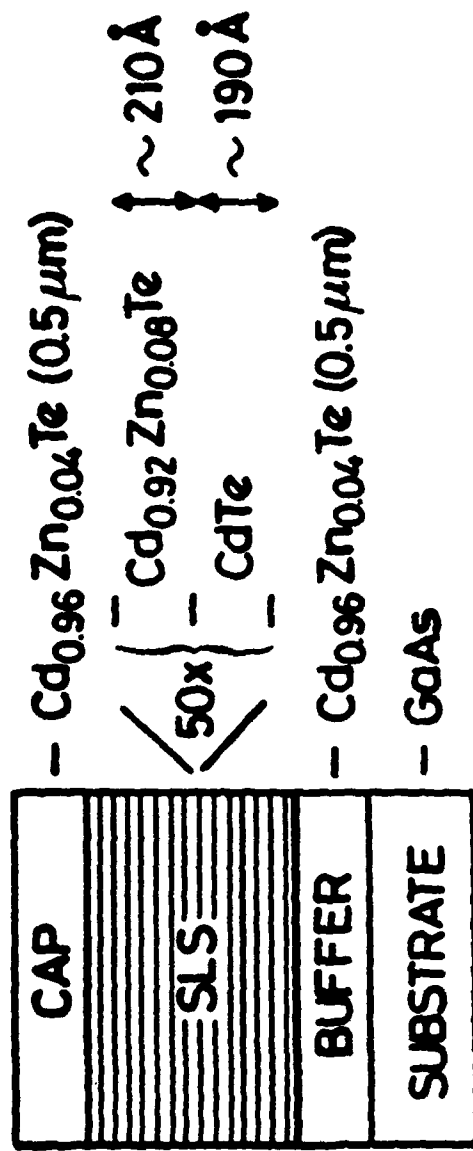 CAP
– Cd0.96Zn0.04Te (0.5μm)
SLS
50x
– Cd0.92Zn0.08Te
~ 210Å
– CdTe
~ 190Å
BUFFER
– Cd0.96Zn0.04Te (0.5μm)
SUBSTRATE
– GaAs